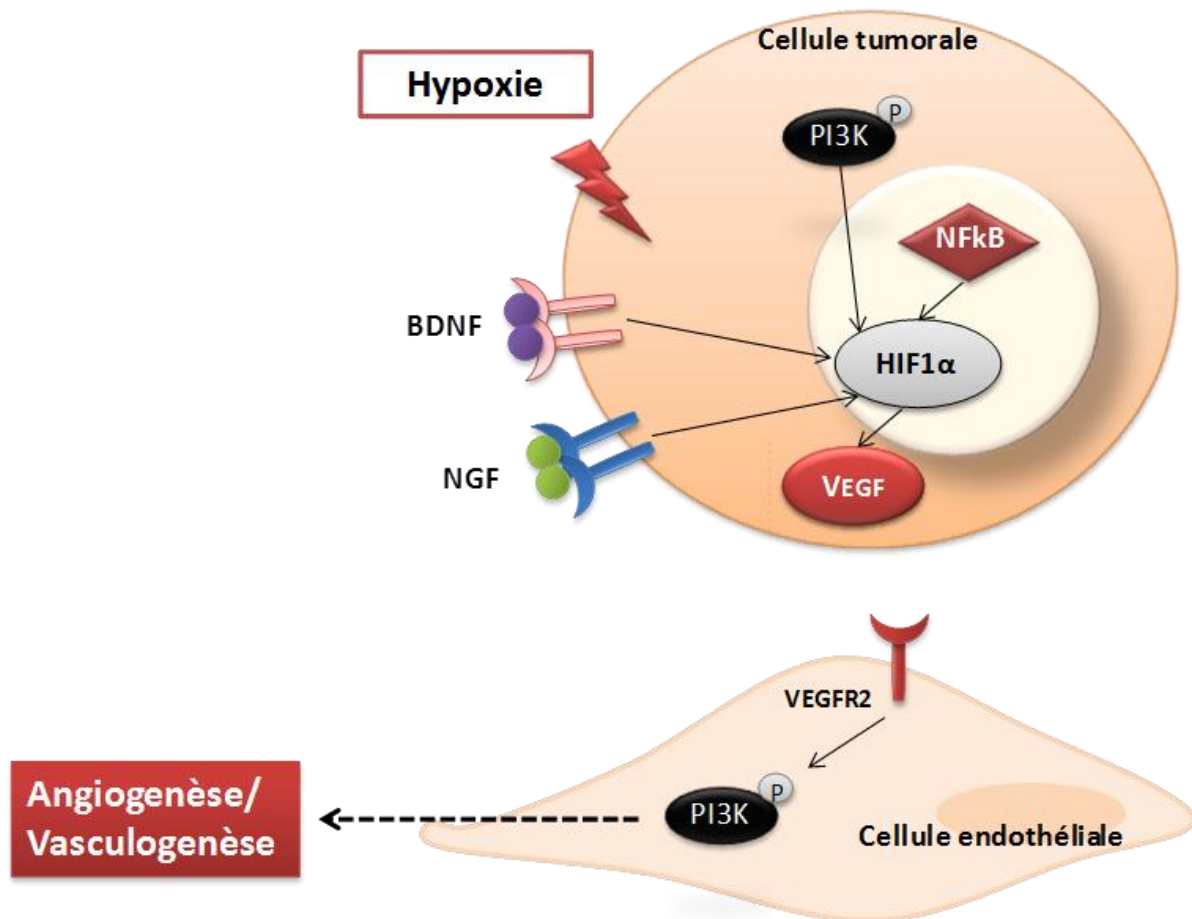 Cellule tumorale
Hypoxie
P
PI3K
NFkB
BDNF
HIF1α
NGF
VEGF
VEGFR2
P
PI3K
Angiogenèse/
Vasculogenèse
Cellule endothéliale